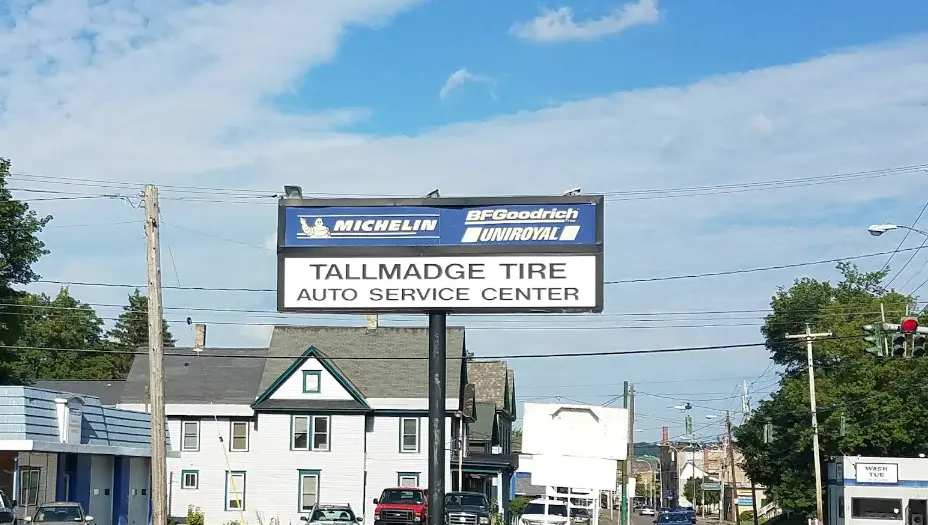 MICHELIN
BFGoodrich
UNIROYAL
TALLMADGE TIRE
AUTO SERVICE CENTER
WASH
TUB